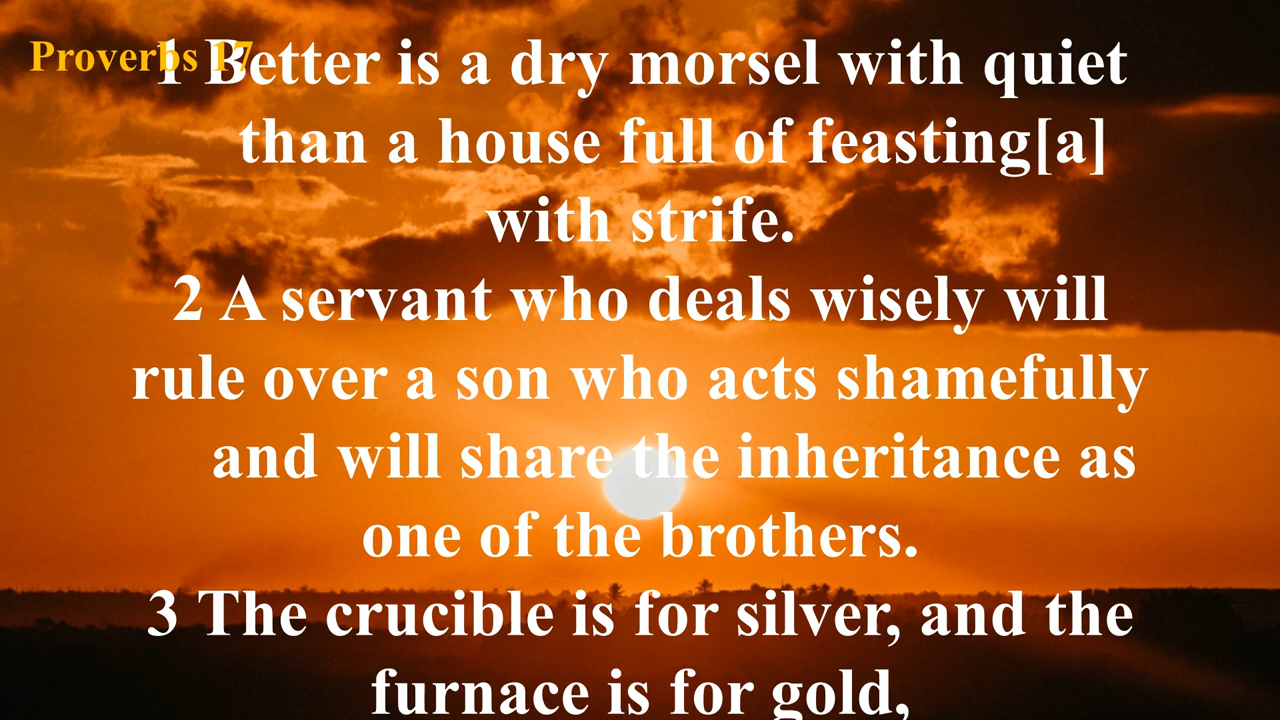 Proverbs 17
1 Better is a dry morsel with quiet
than a house full of feasting[a]
with strife.
2 A servant who deals wisely will
rule over a son who acts shamefully
and will share the inheritance as
one of the brothers.
3 The crucible is for silver, and the
furnace is for gold,